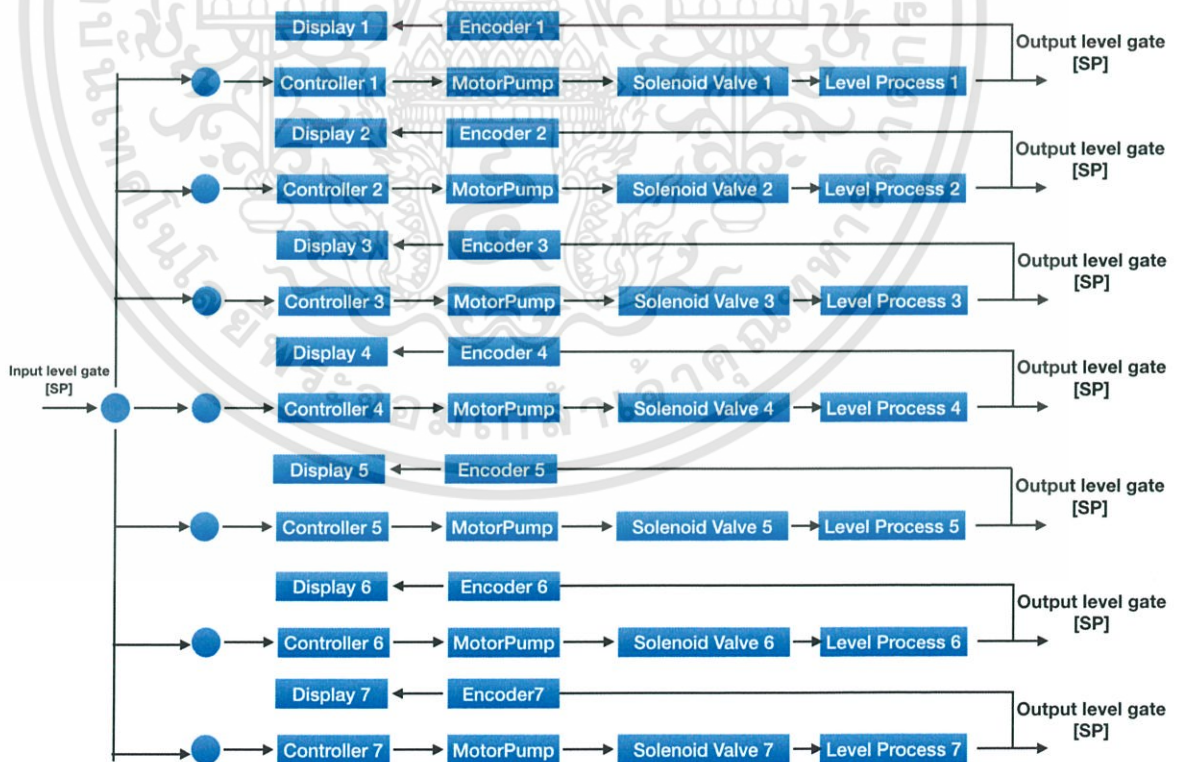 Display 1 Encoder 1
Output level gate
[SP]
Controller 1 MotorPump Solenoid Valve 1 Level Process 1
Display 2 Encoder 2
Output level gate
[SP]
Controller 2 MotorPump Solenoid Valve 2 Level Process 2
Display 3 Encoder 3
Output level gate
[SP]
Controller 3 MotorPump Solenoid Valve 3 Level Process 3
Display 4 Encoder 4
Input level gate
[SP]
Output level gate
[SP]
Controller 4 MotorPump Solenoid Valve 4 Level Process 4
Display 5 Encoder 5
Output level gate
[SP]
Controller 5 MotorPump Solenoid Valve 5 Level Process 5
Display 6 Encoder 6
Output level gate
[SP]
Controller 6 MotorPump Solenoid Valve 6 Level Process 6
Display 7 Encoder7
Output level gate
[SP]
Controller 7 MotorPump Solenoid Valve 7 Level Process 7